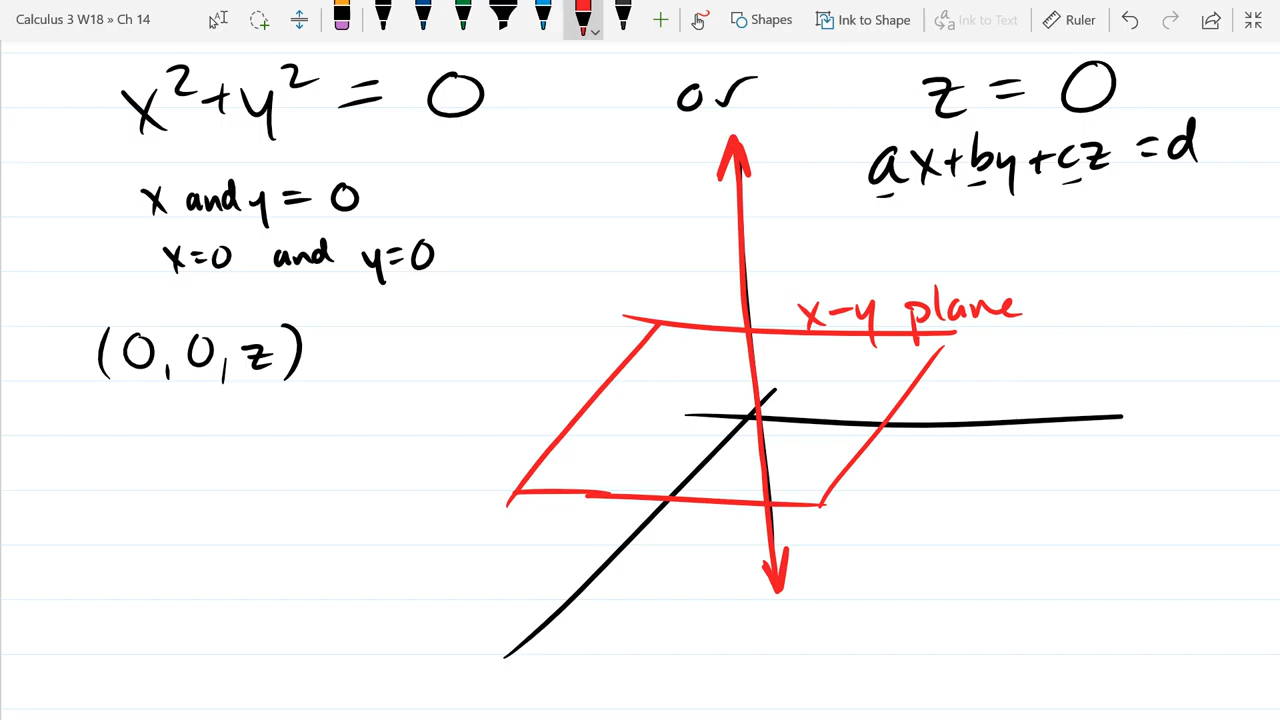 Calculus 3 W18 » Ch 14
Shapes
Ink to Shape
Ink to Text
Ruler
x² + y² = 0 or z = 0
ax + by + cz = d
x and y = 0
x=0 and y=0
(0, 0, z)
x-y plane